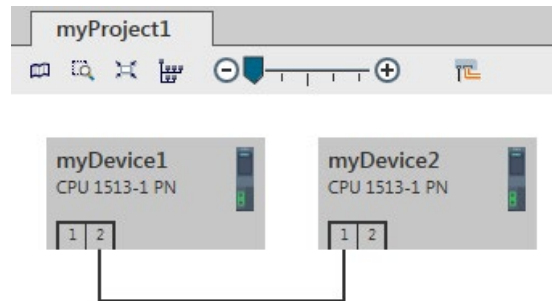 myProject1
myDevice1
CPU 1513-1 PN
1 2
myDevice2
CPU 1513-1 PN
1 2